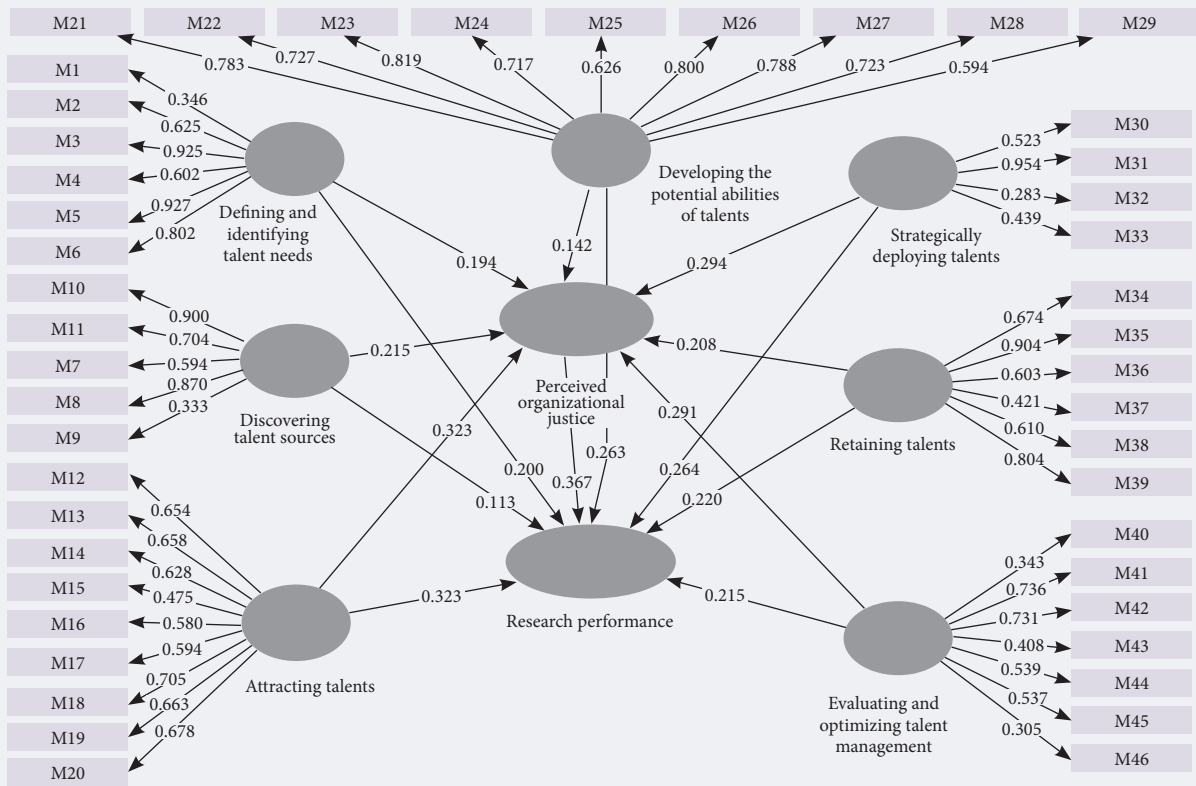 M21
M22
M23
M24
M25
M26
M27
M28
M29
0.783
0.727
0.819
0.717
0.626
0.800
0.788
0.723
0.594
M1
M2
M3
M4
M5
M6
0.346
0.625
0.925
0.602
0.927
0.802
Defining and
identifying
talent needs
Developing the
potential abilities
of talents
M30
M31
M32
M33
0.523
0.954
0.283
0.439
Strategically
deploying talents
0.194
0.142
0.294
M10
M11
M7
M8
M9
0.900
0.704
0.594
0.870
0.333
Discovering
talent sources
0.215
0.208
Perceived
organizational
justice
M34
M35
M36
M37
M38
M39
0.674
0.904
0.603
0.421
0.610
0.804
Retaining talents
0.323
0.291
0.263
0.200
0.367
0.264
0.113
0.220
M12
M13
M14
M15
M16
M17
M18
M19
M20
0.654
0.658
0.628
0.475
0.580
0.594
0.705
0.663
0.678
Attracting talents
0.323
0.215
Research performance
M40
M41
M42
M43
M44
M45
M46
0.343
0.736
0.731
0.408
0.539
0.537
0.305
Evaluating and
optimizing talent
management